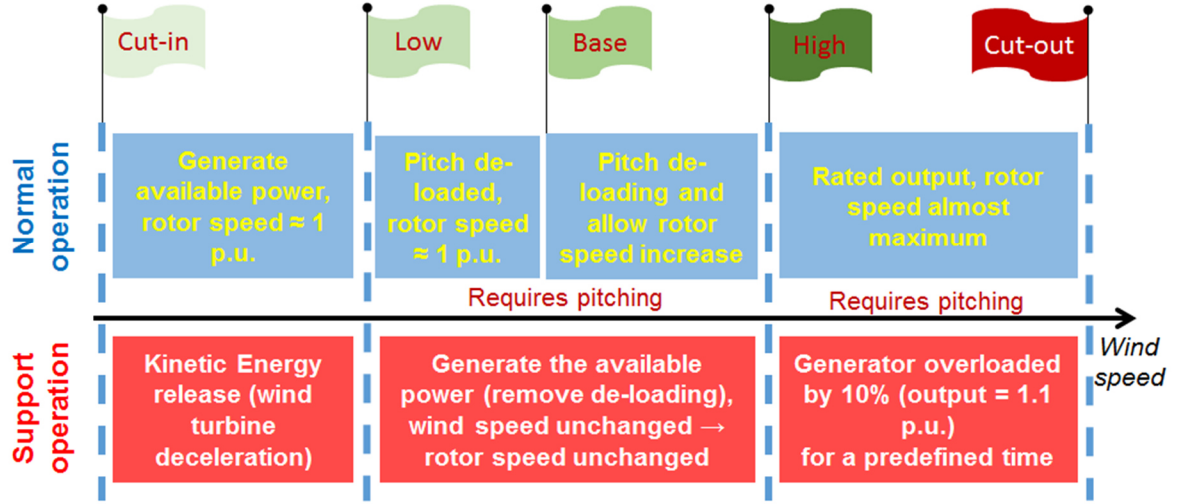 Cut-in
Low
Base
High
Cut-out
Normal
operation
Generate
available power,
rotor speed ≈ 1
p.u.
Pitch de-
loaded,
rotor speed
≈ 1 p.u.
Pitch de-
loading and
allow rotor
speed increase
Rated output, rotor
speed almost
maximum
Requires pitching
Requires pitching
Wind
speed
Support
operation
Kinetic Energy
release (wind
turbine
deceleration)
Generate the available
power (remove de-loading),
wind speed unchanged →
rotor speed unchanged
Generator overloaded
by 10% (output = 1.1
p.u.)
for a predefined time